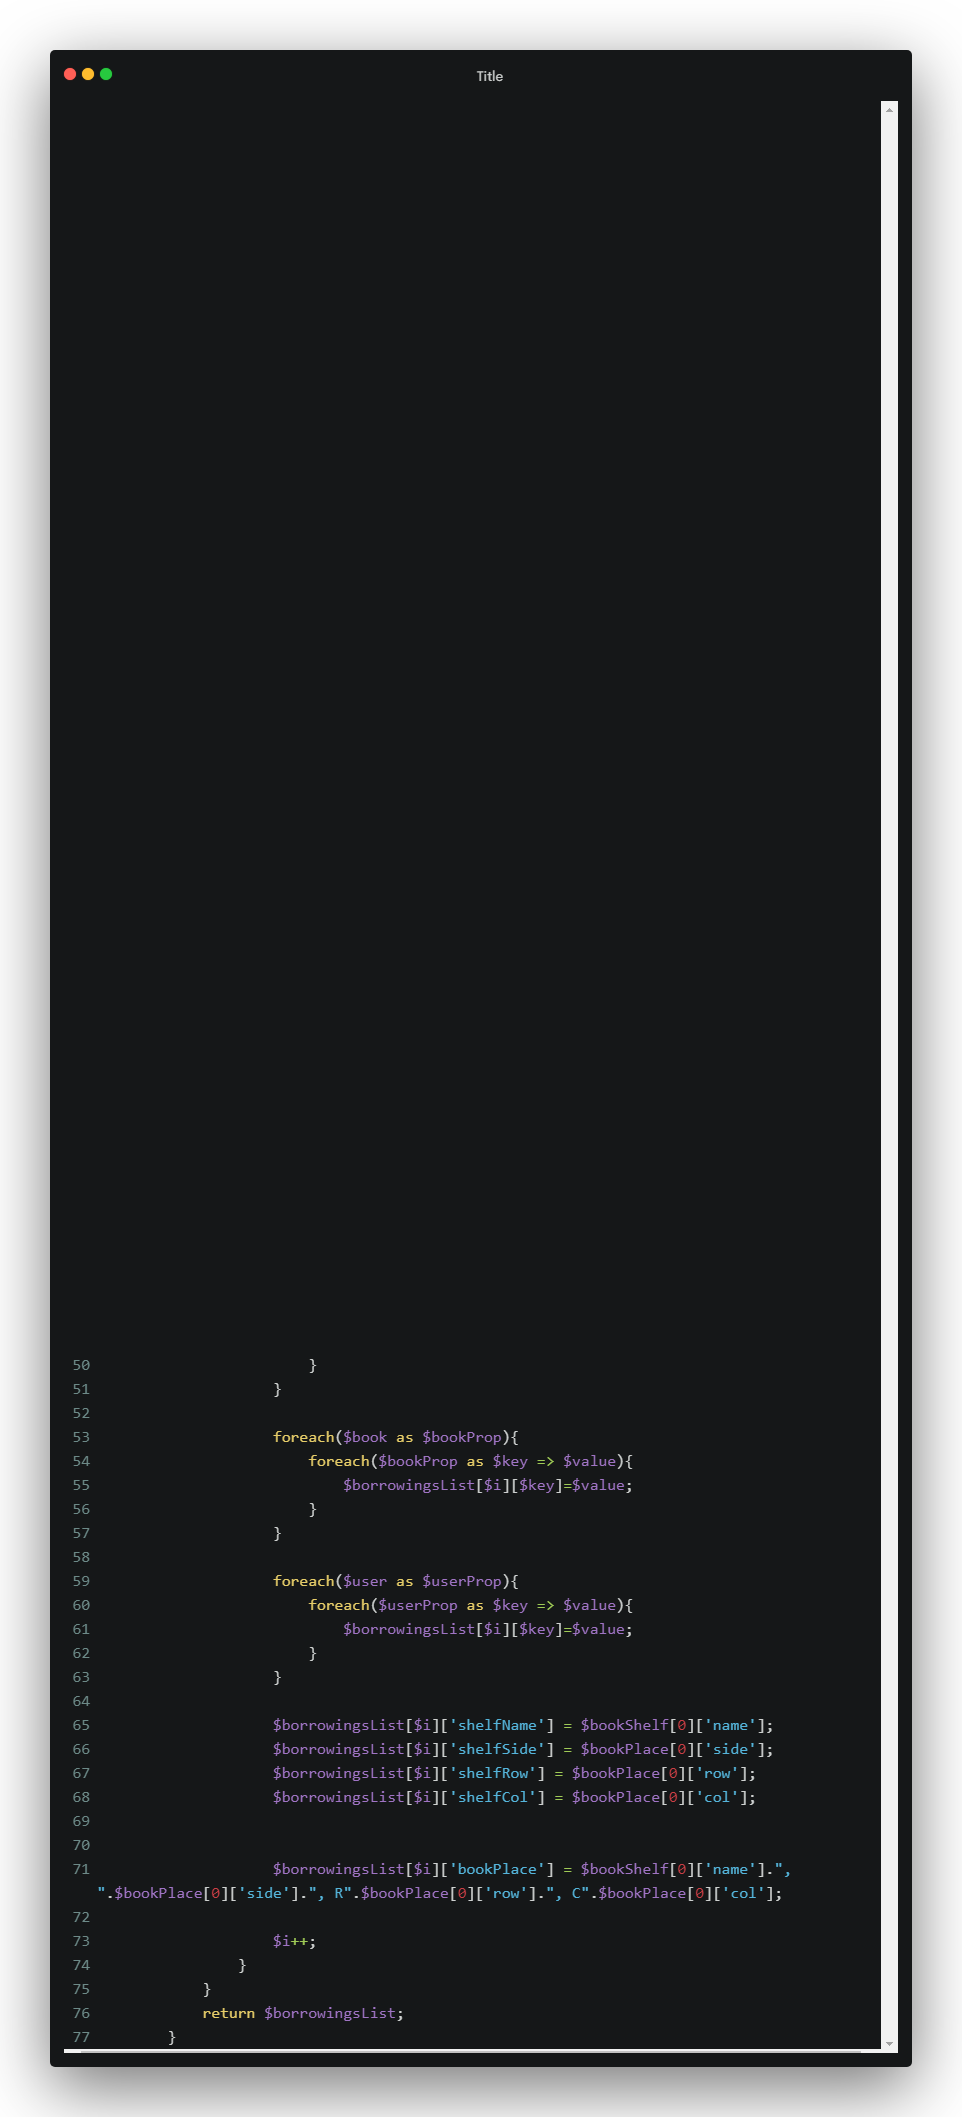 Title
50                         }
51                     }
52
53                     foreach($book as $bookProp){
54                         foreach($bookProp as $key => $value){
55                             $borrowingsList[$i][$key]=$value;
56                         }
57                     }
58
59                     foreach($user as $userProp){
60                         foreach($userProp as $key => $value){
61                             $borrowingsList[$i][$key]=$value;
62                         }
63                     }
64
65                     $borrowingsList[$i]['shelfName'] = $bookShelf[0]['name'];
66                     $borrowingsList[$i]['shelfSide'] = $bookPlace[0]['side'];
67                     $borrowingsList[$i]['shelfRow'] = $bookPlace[0]['row'];
68                     $borrowingsList[$i]['shelfCol'] = $bookPlace[0]['col'];
69
70
71                     $borrowingsList[$i]['bookPlace'] = $bookShelf[0]['name'].",
".$bookPlace[0]['side'].", R".$bookPlace[0]['row'].", C".$bookPlace[0]['col'];
72
73                     $i++;
74                 }
75             }
76             return $borrowingsList;
77         }